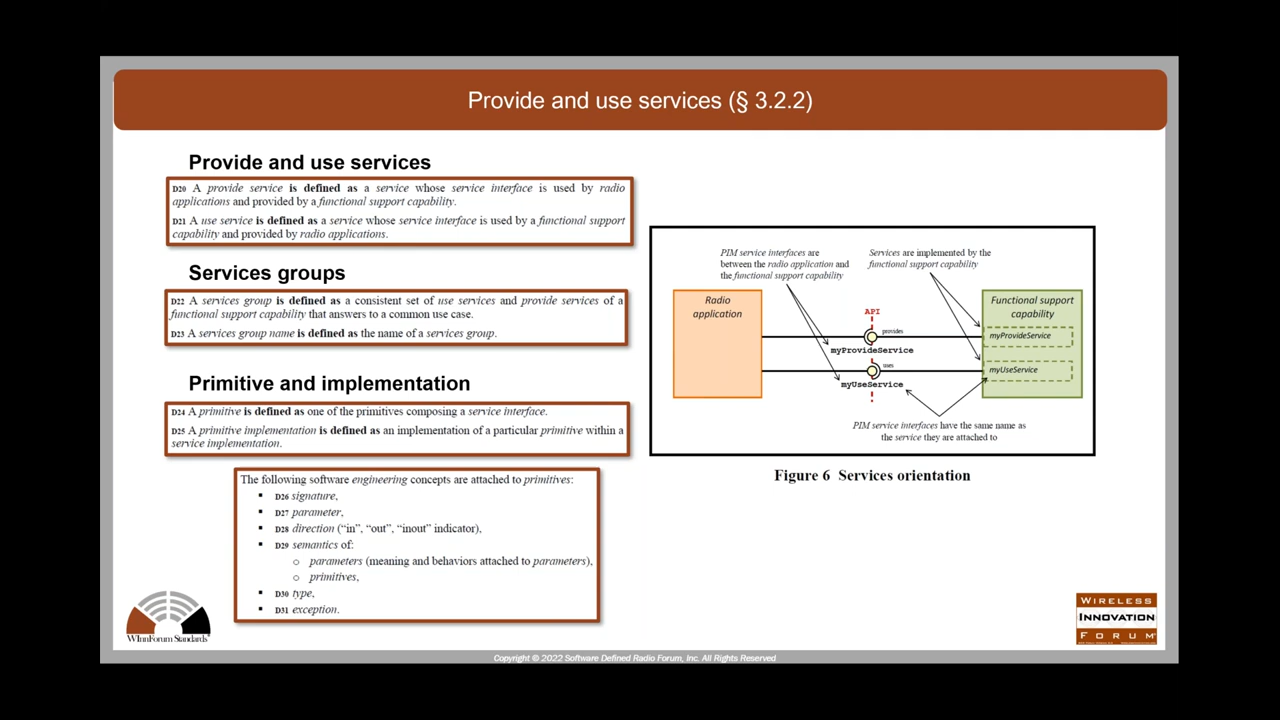 Provide and use services (§ 3.2.2)
Provide and use services
D20 A provide service is defined as a service whose service interface is used by radio
applications and provided by a functional support capability.
D21 A use service is defined as a service whose service interface is used by a functional support
capability and provided by radio applications.
Services groups
D22 A services group is defined as a consistent set of use services and provide services of a
functional support capability that answers to a common use case.
D23 A services group name is defined as the name of a services group.
Primitive and implementation
D24 A primitive is defined as one of the primitives composing a service interface.
D25 A primitive implementation is defined as an implementation of a particular primitive within a
service implementation.
The following software engineering concepts are attached to primitives:
▪ D26 signature,
▪ D27 parameter,
▪ D28 direction (“in”, “out”, “inout” indicator),
▪ D29 semantics of:
o parameters (meaning and behaviors attached to parameters),
o primitives,
▪ D30 type,
▪ D31 exception.
PIM service interfaces are
between the radio application and
the functional support capability
Services are implemented by the
functional support capability
Radio
application
API
provides
myProvideService
uses
myUseService
Functional support
capability
myProvideService
myUseService
PIM service interfaces have the same name as
the service they are attached to
Figure 6 Services orientation
WInnForum Standards
WIRELESS
INNOVATION
FORUM
Copyright © 2022 Software Defined Radio Forum, Inc. All Rights Reserved